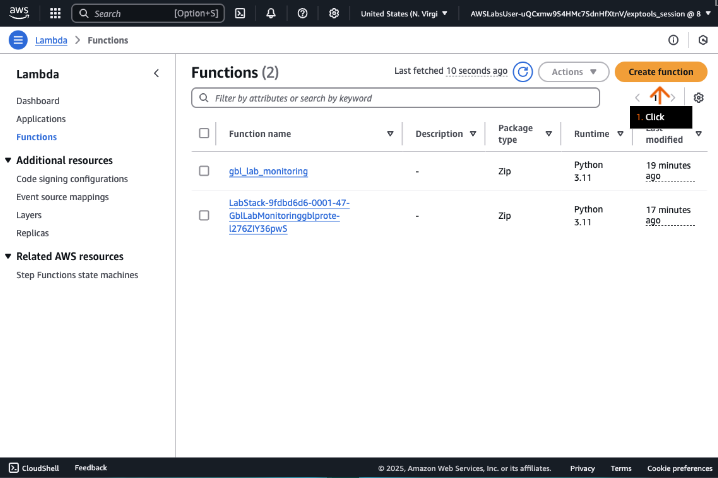 aws
Search [Option+S]
United States (N. Virgi
AWSLabsUser-uQCxmw9S4HMc7SdnHfXtnV/exptools_session @ 8
Lambda > Functions
Lambda
Dashboard
Applications
Functions
Additional resources
Code signing configurations
Event source mappings
Layers
Replicas
Related AWS resources
Step Functions state machines
Functions (2)
Last fetched 10 seconds ago
Actions
Create function
Filter by attributes or search by keyword
1
1. Click
Function name
Description
Package
type
Runtime
Last
modified
gbl_lab_monitoring
-
Zip
Python
3.11
19 minutes
ago
LabStack-9fdbd6d6-0001-47-
GblLabMonitoringgblprote-
I276ZIY36pwS
-
Zip
Python
3.11
17 minutes
ago
CloudShell
Feedback
© 2025, Amazon Web Services, Inc. or its affiliates.
Privacy
Terms
Cookie preferences